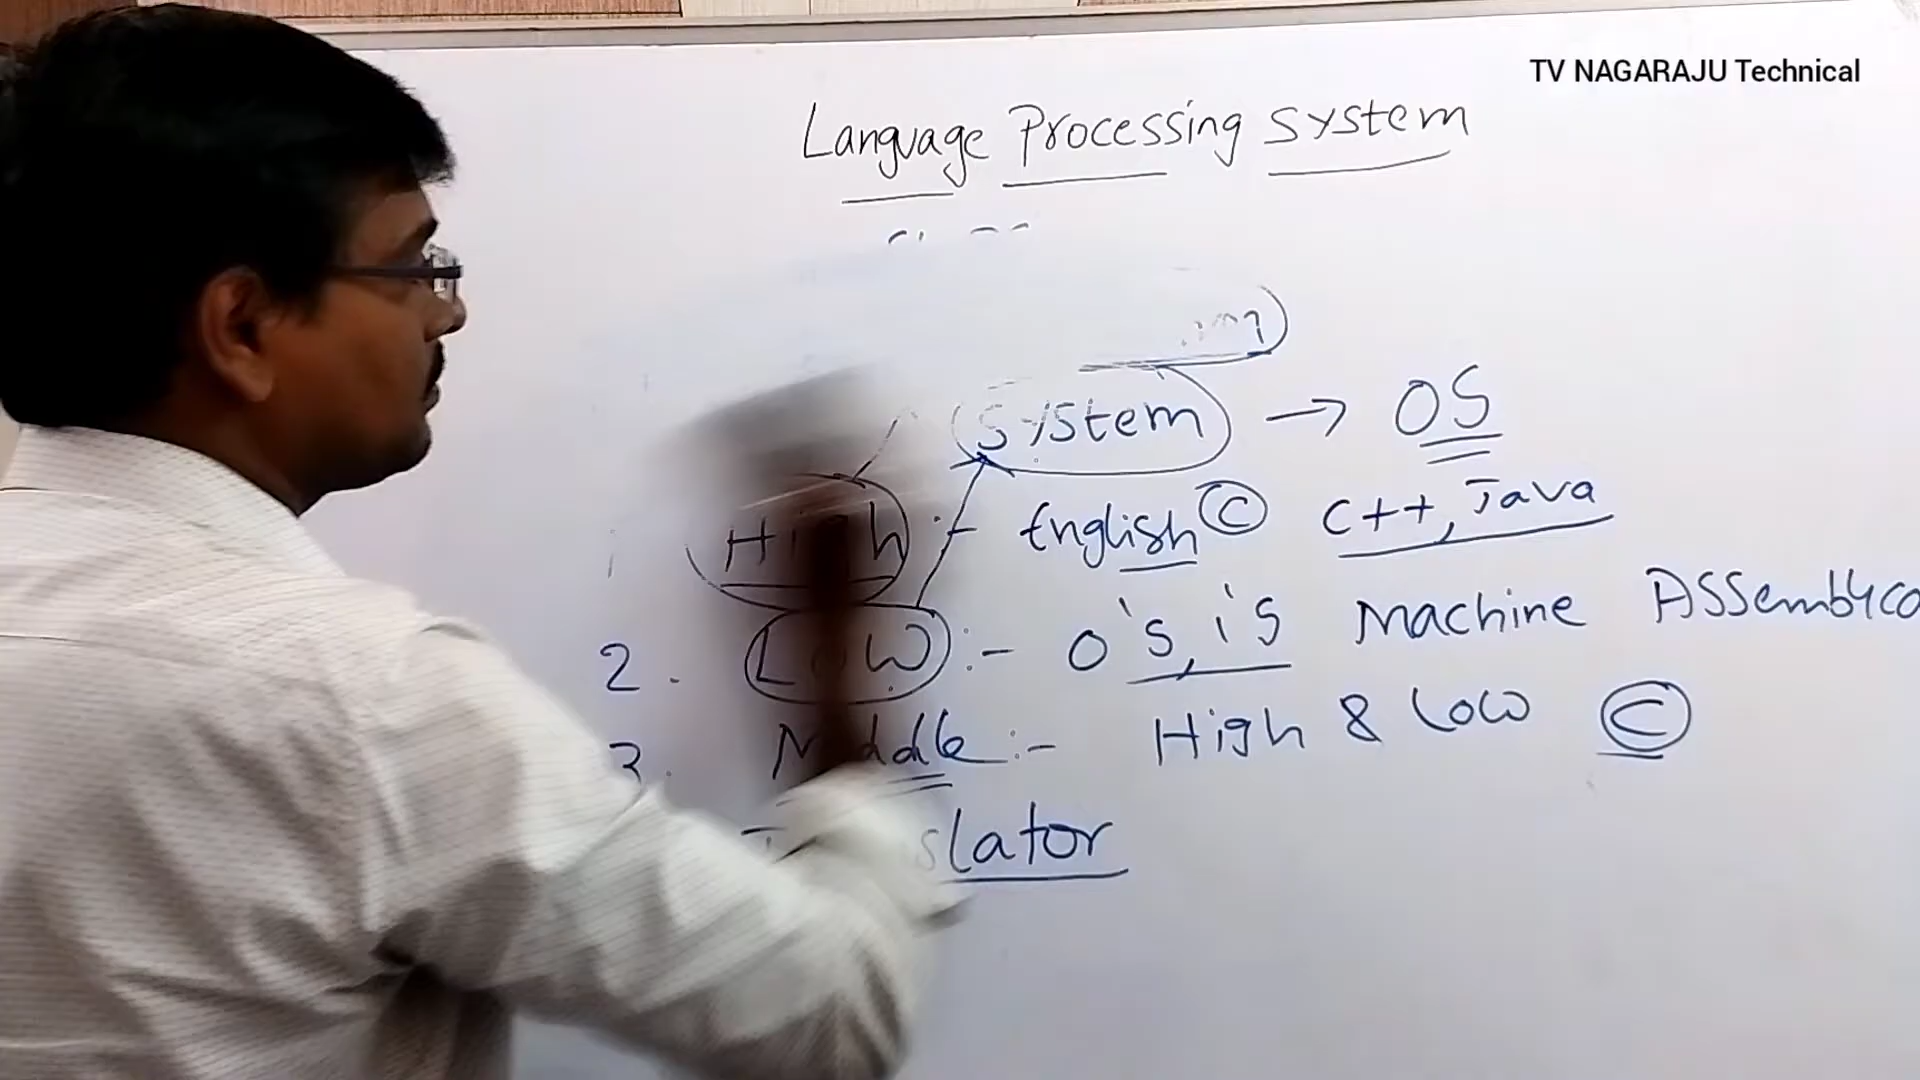 TV NAGARAJU Technical
Language Processing System
System → OS
High :- English © C++, Java
2. Low :- 0's, 1's Machine Assembly
3. Middle :- High & Low ©